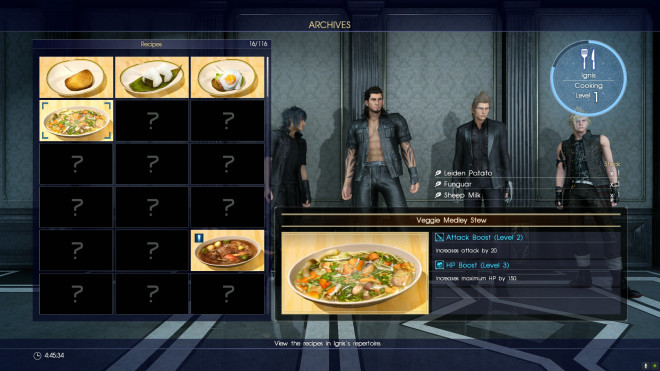 ARCHIVES
Recipes 16/116
Ignis
Cooking
Level 1
Stock
Leiden Potato
Funguar
Sheep Milk
Veggie Medley Stew
Attack Boost (Level 2)
Increases attack by 20
HP Boost (Level 3)
Increases maximum HP by 150
View the recipes in Ignis's repertoire.
4:45:34